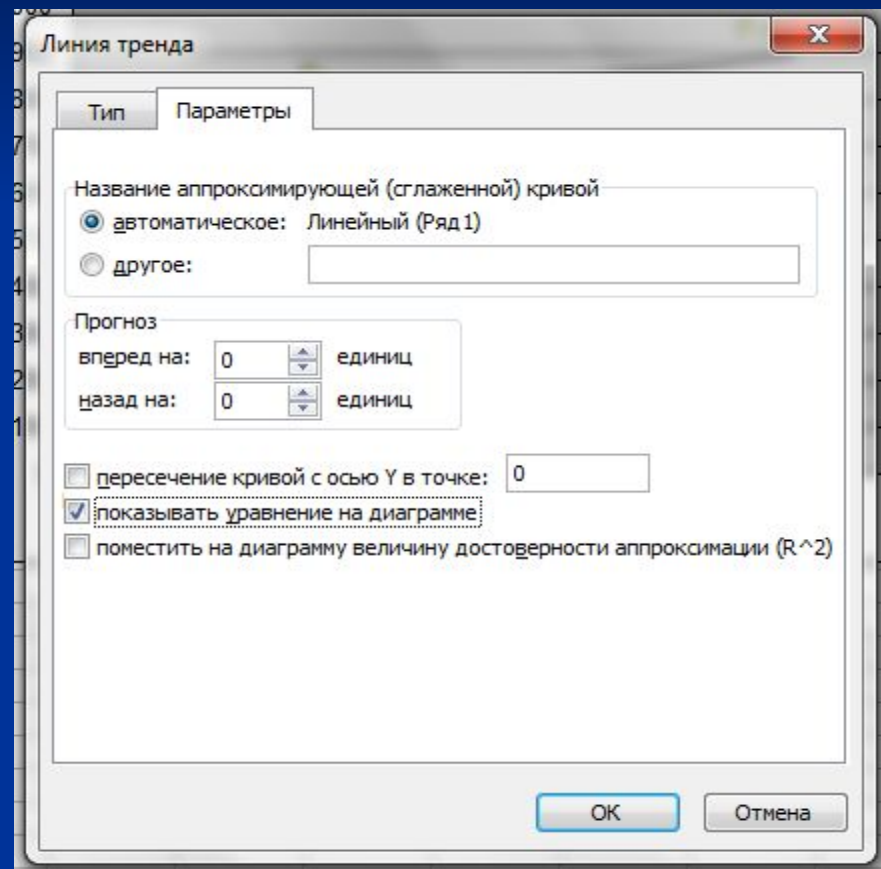 Линия тренда
Тип Параметры
Название аппроксимирующей (сглаженной) кривой
автоматическое: Линейный (Ряд1)
другое:
Прогноз
вперед на: 0 единиц
назад на: 0 единиц
пересечение кривой с осью Y в точке: 0
показывать уравнение на диаграмме
поместить на диаграмму величину достоверности аппроксимации (R^2)
ОК Отмена